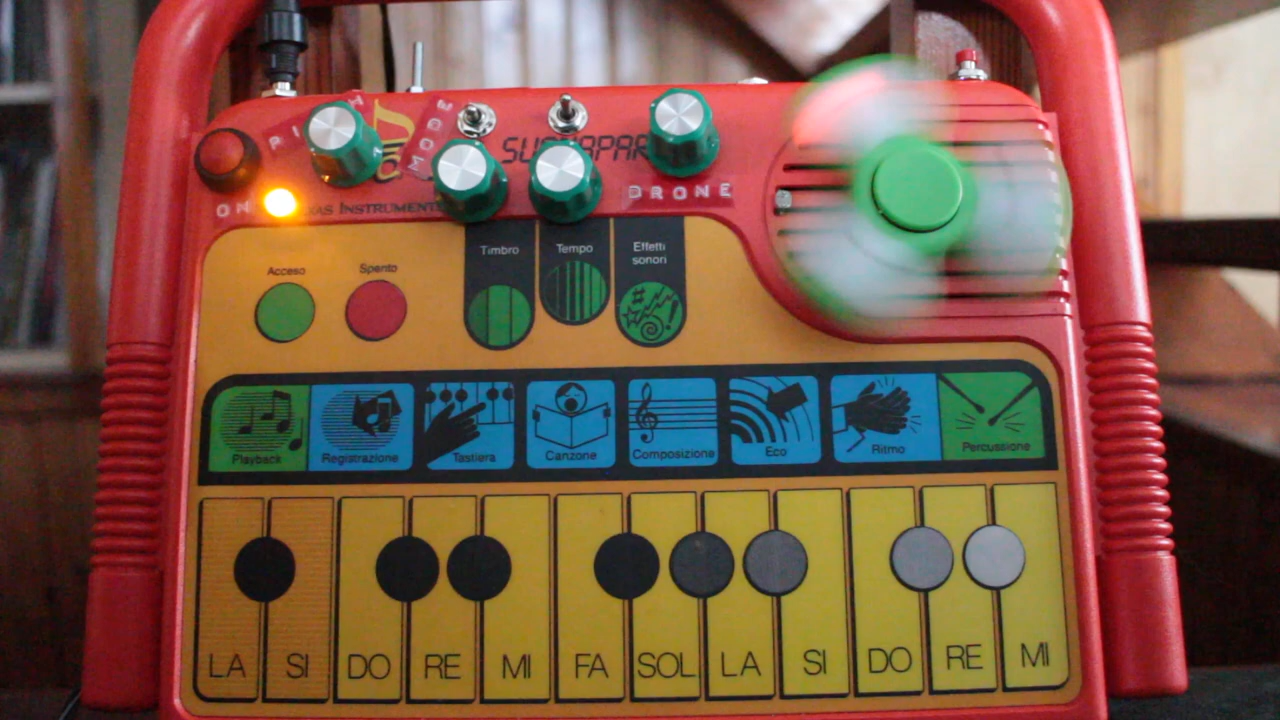 MODE
DRONE
ON
Timbro
Tempo
Effetti
sonori
Acceso
Spento
Playback
Registrazione
Tastiera
Canzone
Composizione
Eco
Ritmo
Percussione
LA SI DO RE MI FA SOL LA SI DO RE MI